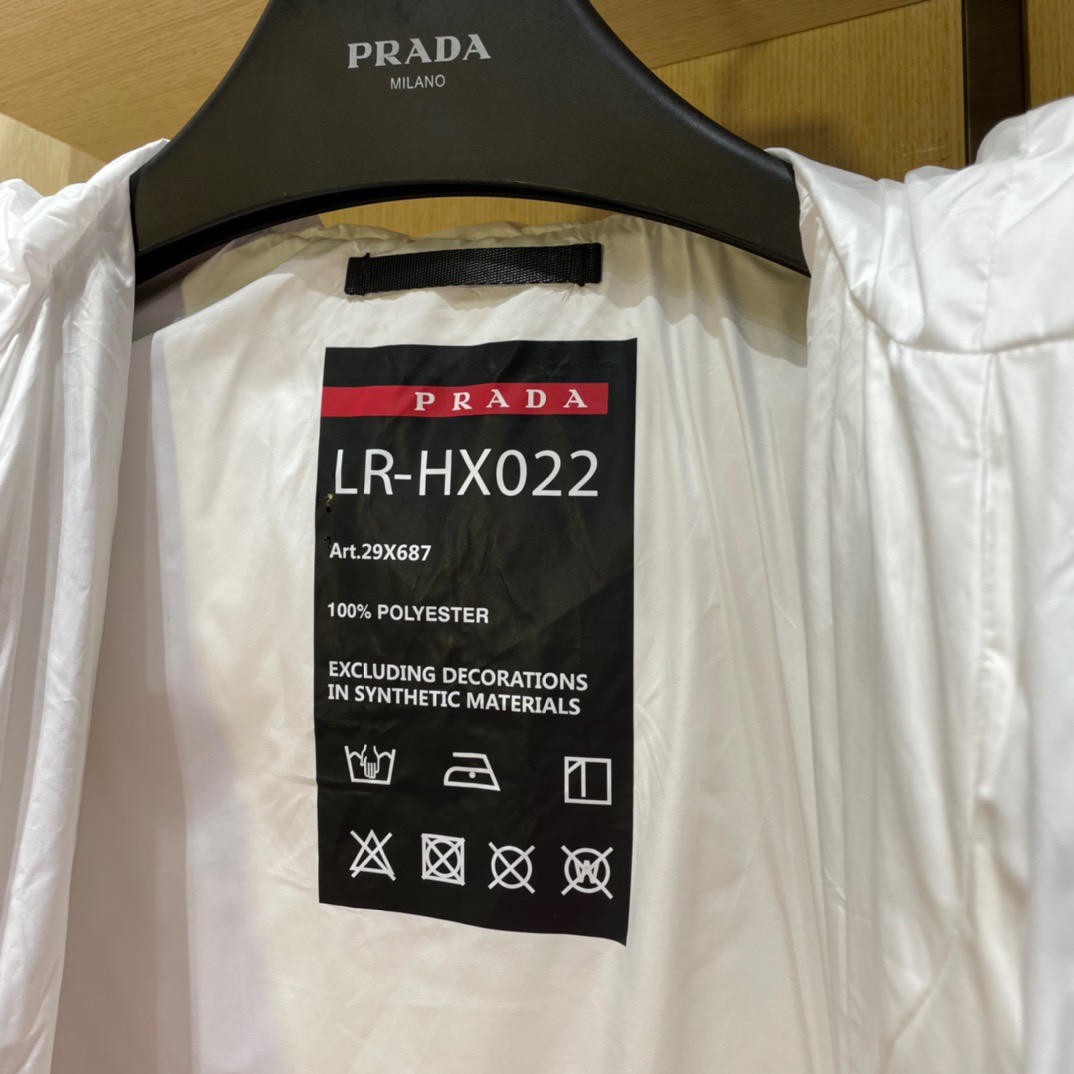 PRADA
MILANO
PRADA
LR-HX022
Art.29X687
100% POLYESTER
EXCLUDING DECORATIONS
IN SYNTHETIC MATERIALS
W